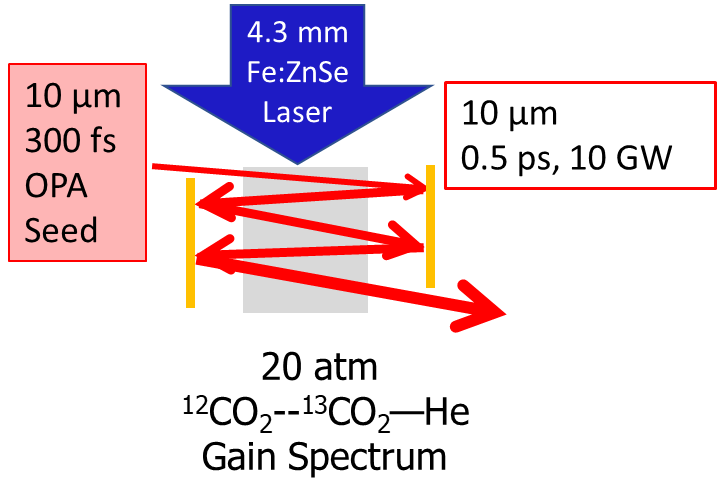 4.3 mm
Fe:ZnSe
Laser
10 µm
300 fs
OPA
Seed
10 µm
0.5 ps, 10 GW
20 atm
¹²CO₂--¹³CO₂—He
Gain Spectrum